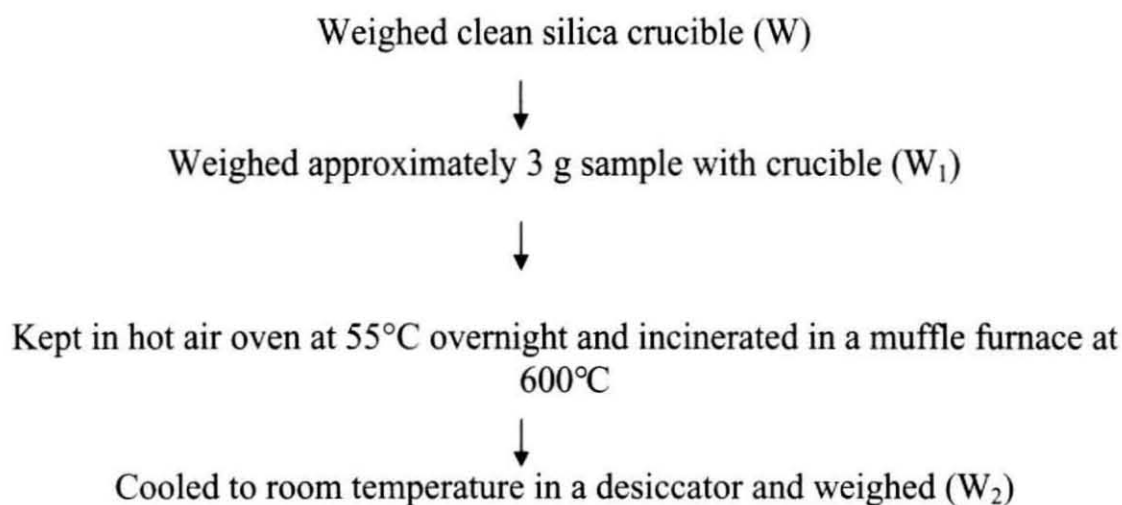 Weighed clean silica crucible (W)
Weighed approximately 3 g sample with crucible (W₁)
Kept in hot air oven at 55°C overnight and incinerated in a muffle furnace at
600°C
Cooled to room temperature in a desiccator and weighed (W₂)